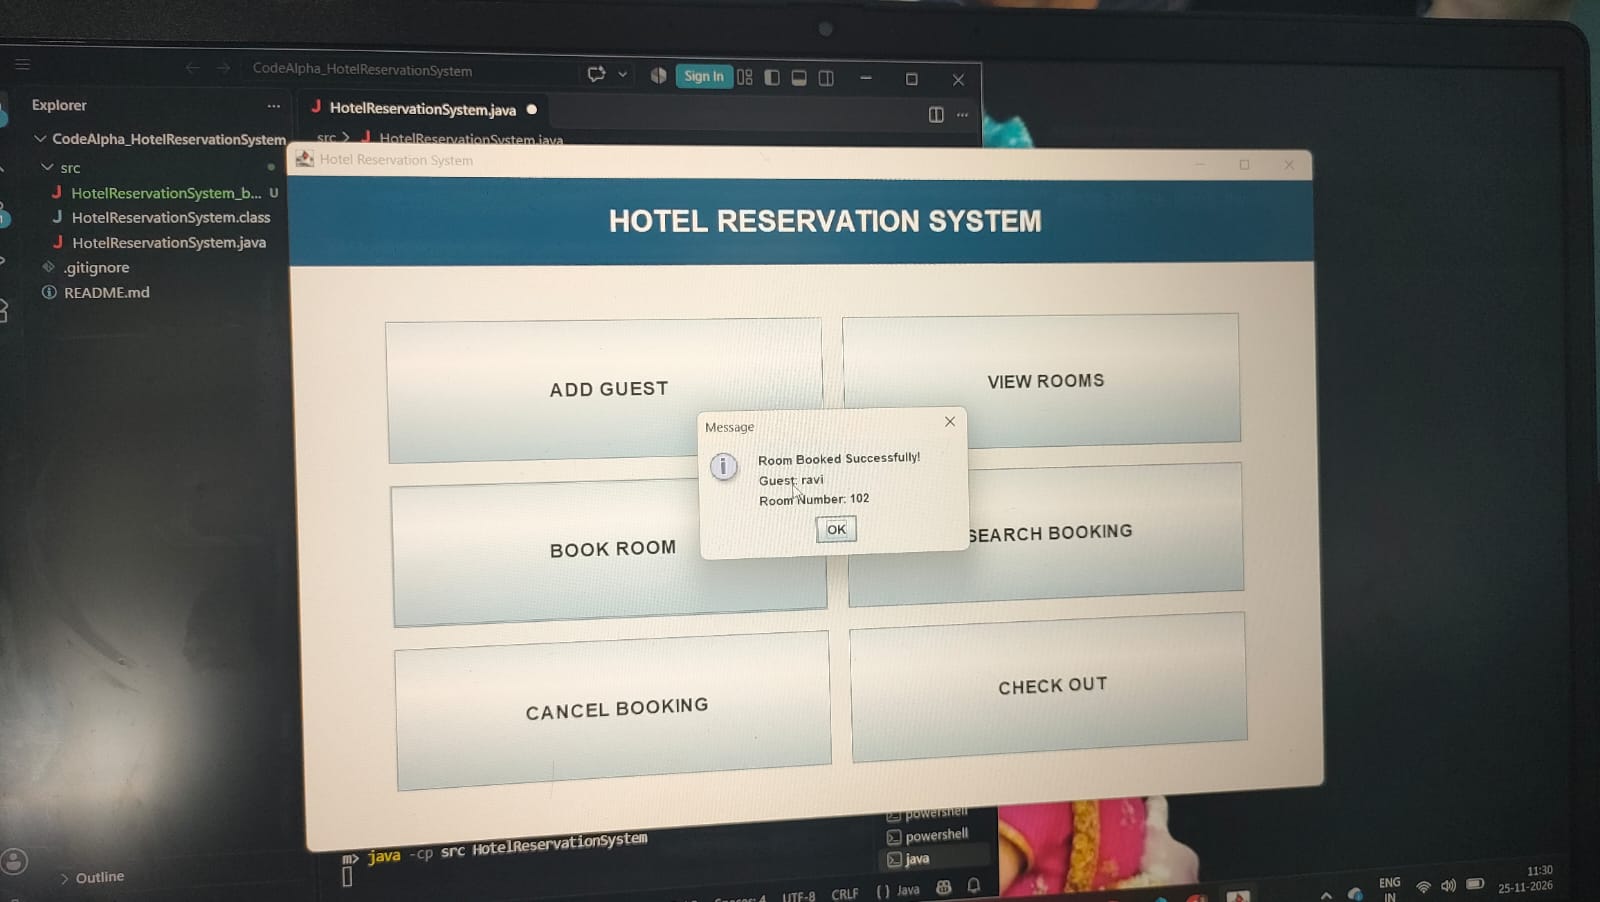 CodeAlpha_HotelReservationSystem
Sign In
Explorer
HotelReservationSystem.java
CodeAlpha_HotelReservationSystem
src > J HotelReservationSystem.java
src
J HotelReservationSystem_b... U
J HotelReservationSystem.class
J HotelReservationSystem.java
.gitignore
README.md
Hotel Reservation System
HOTEL RESERVATION SYSTEM
ADD GUEST
VIEW ROOMS
Message
Room Booked Successfully!
Guest: ravi
Room Number: 102
OK
BOOK ROOM
SEARCH BOOKING
CANCEL BOOKING
CHECK OUT
powershell
powershell
java
m> java -cp src HotelReservationSystem
Outline
UTF-8 CRLF { } Java
ENG
IN
11:30
25-11-2026